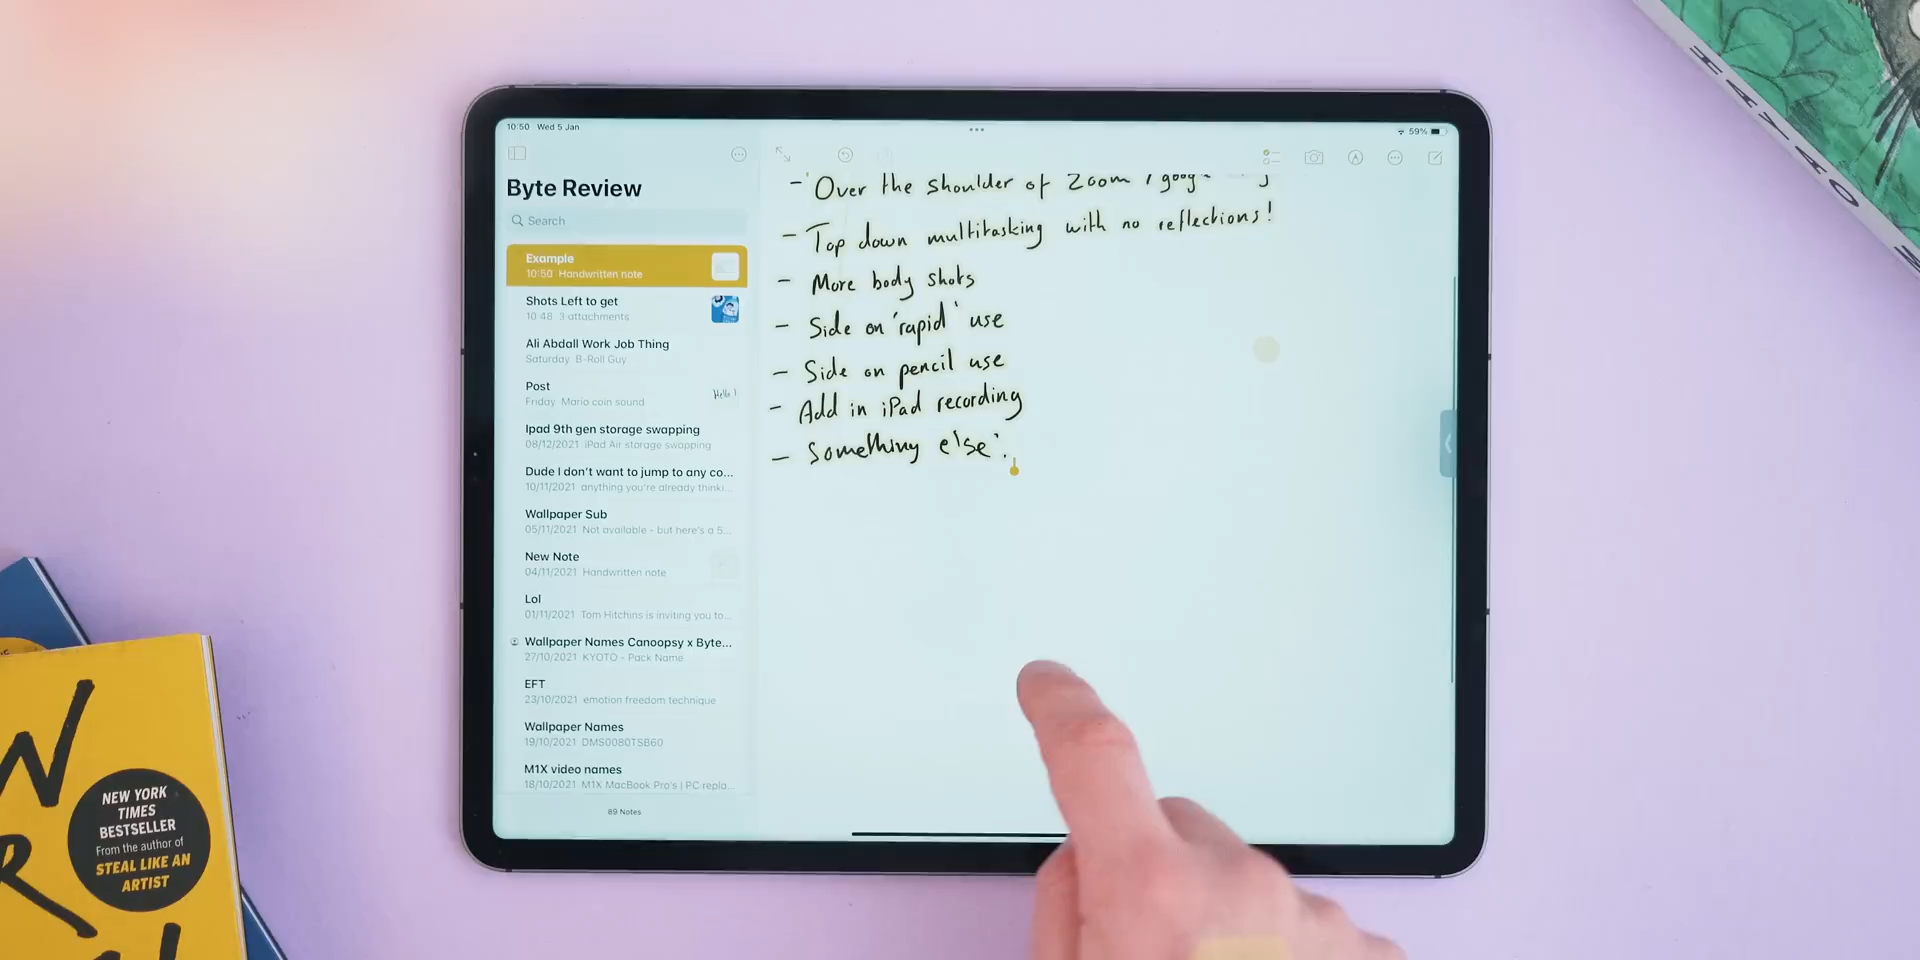 10:50 Wed 5 Jan
59%
Byte Review
Search
Example
10:50 Handwritten note
Shots Left to get
10:48 3 attachments
Ali Abdall Work Job Thing
Saturday B-Roll Guy
Post
Friday Mario coin sound
Hello!
Ipad 9th gen storage swapping
08/12/2021 iPad Air storage swapping
Dude I don't want to jump to any co...
10/11/2021 anything you're already thinki...
Wallpaper Sub
05/11/2021 Not available - but here's a 5...
New Note
04/11/2021 Handwritten note
Lol
01/11/2021 Tom Hitchins is inviting you to...
Wallpaper Names Canoopsy x Byte...
27/10/2021 KYOTO - Pack Name
EFT
23/10/2021 emotion freedom technique
Wallpaper Names
19/10/2021 DMS0080TSB60
M1X video names
18/10/2021 M1X MacBook Pro's | PC repla...
89 Notes
- Over the shoulder of Zoom /
- Top down multitasking with no reflections!
- More body shots
- Side on 'rapid' use
- Side on pencil use
- Add in iPad recording
- Something else.
NEW YORK
TIMES
BESTSELLER
From the author of
STEAL LIKE AN
ARTIST
HAYAO